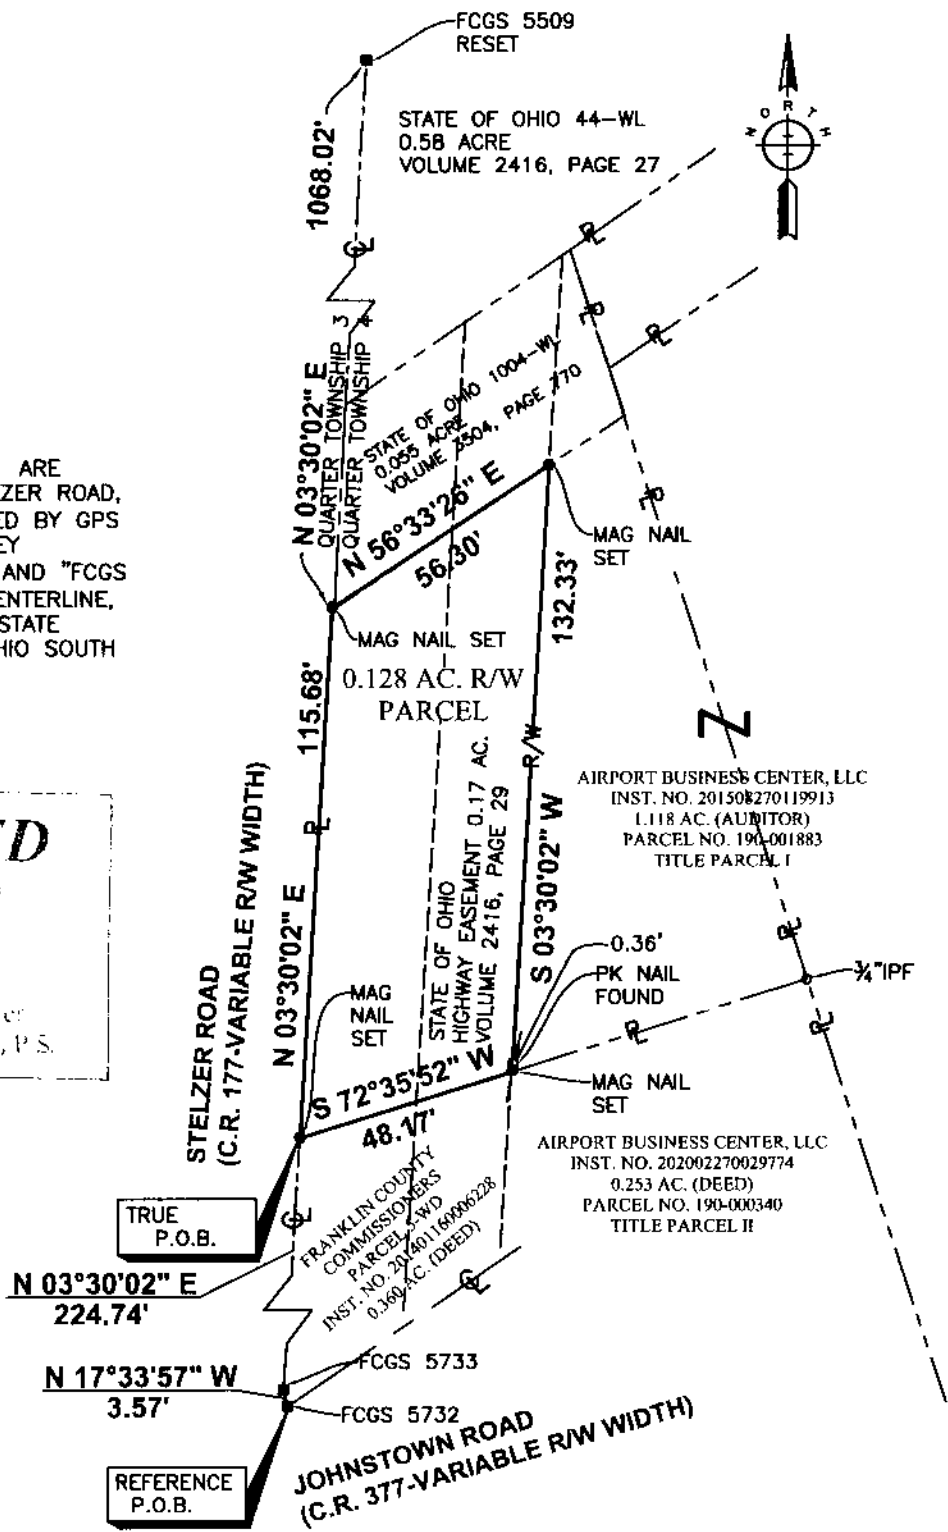 FCGS 5509
RESET
NORTH
STATE OF OHIO 44-WL
0.58 ACRE
VOLUME 2416, PAGE 27
1068.02'
N 03°30'02" E
QUARTER TOWNSHIP 3
QUARTER TOWNSHIP 4
STATE OF OHIO 1004-WL
0.055 ACRE
VOLUME 3504, PAGE 770
N 56°33'26" E
56.30'
ARE
ZER ROAD,
ED BY GPS
EY
AND "FCGS
ENTERLINE,
STATE
HIO SOUTH
MAG NAIL
SET
MAG NAIL SET
132.33'
115.68'
0.128 AC. R/W
PARCEL
R/W
S 03°30'02" W
STATE OF OHIO
HIGHWAY EASEMENT 0.17 AC.
VOLUME 2416, PAGE 29
Z
AIRPORT BUSINESS CENTER, LLC
INST. NO. 201508270119913
1.118 AC. (AUDITOR)
PARCEL NO. 190-001883
TITLE PARCEL I
ED
er
, P.S.
STELZER ROAD
(C.R. 177-VARIABLE R/W WIDTH)
N 03°30'02" E
MAG
NAIL
SET
0.36'
PK NAIL
FOUND
¾"IPF
S 72°35'52" W
48.17'
MAG NAIL
SET
AIRPORT BUSINESS CENTER, LLC
INST. NO. 202002270029774
0.253 AC. (DEED)
PARCEL NO. 190-000340
TITLE PARCEL II
FRANKLIN COUNTY
COMMISSIONERS
PARCEL 5-WD
INST. NO. 201401160006228
0.360 AC. (DEED)
TRUE
P.O.B.
N 03°30'02" E
224.74'
N 17°33'57" W
3.57'
FCGS 5733
FCGS 5732
JOHNSTOWN ROAD
(C.R. 377-VARIABLE R/W WIDTH)
REFERENCE
P.O.B.